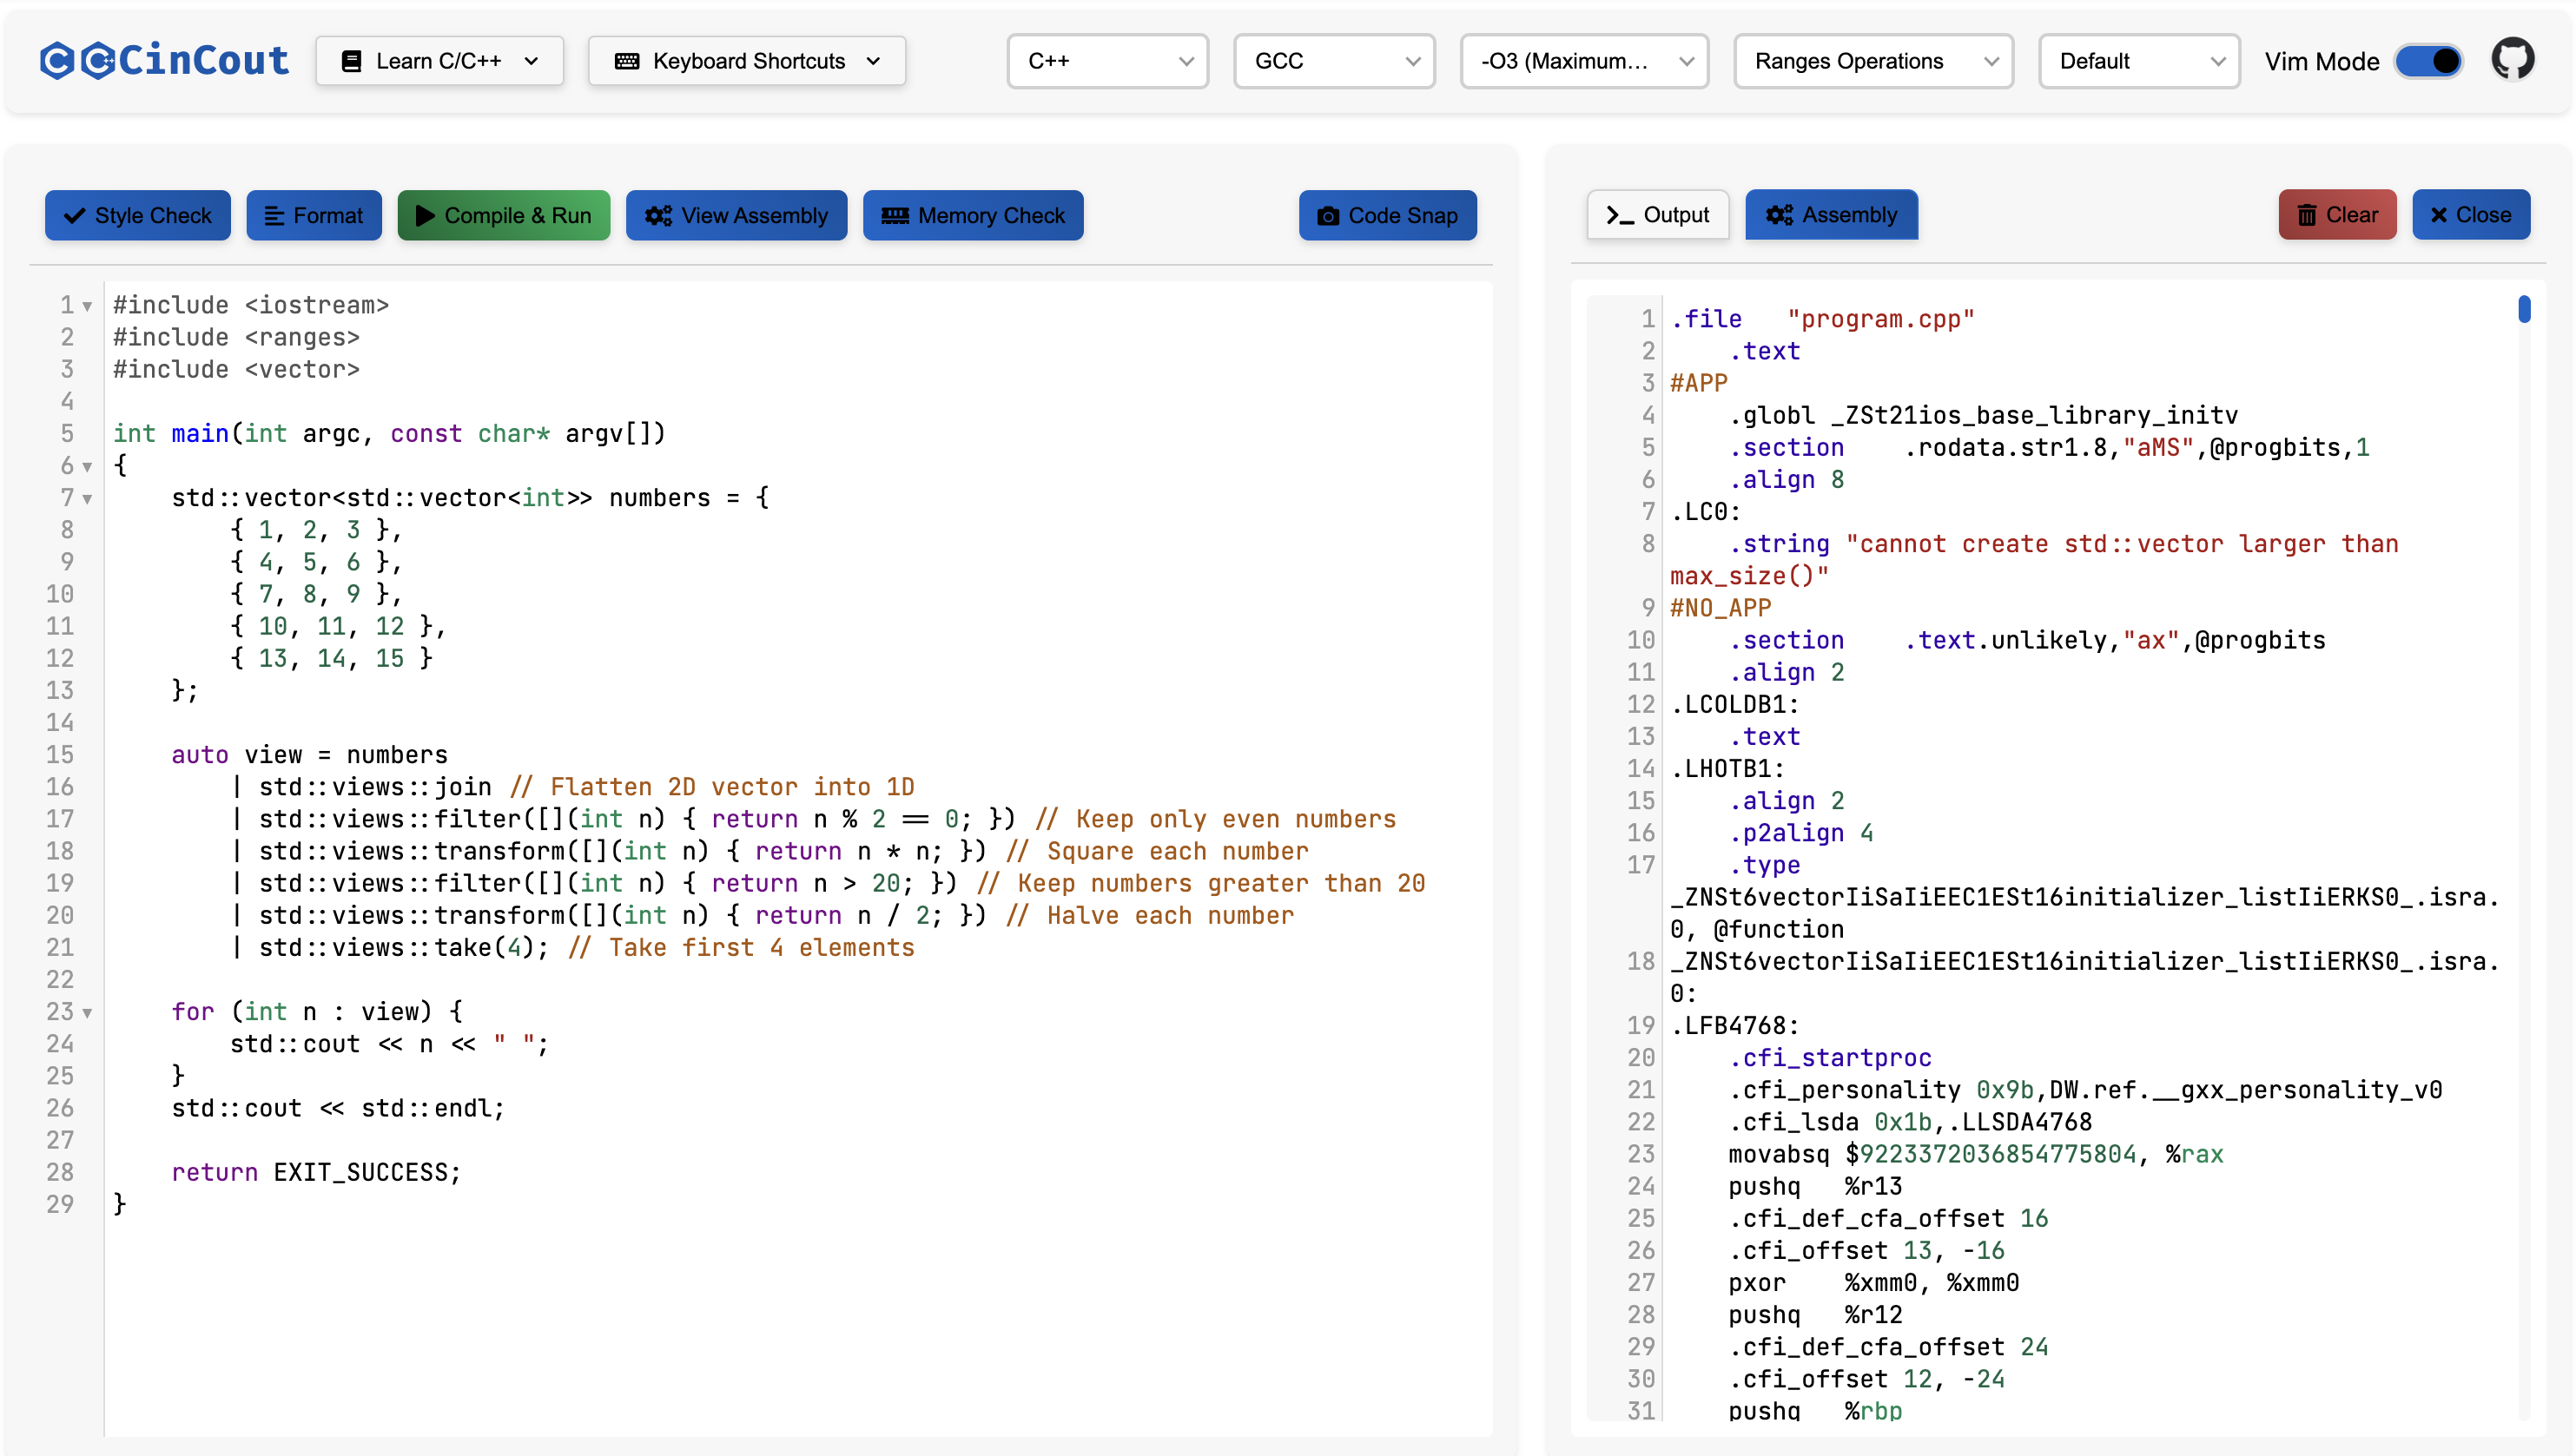 CinCout
Learn C/C++
Keyboard Shortcuts
C++
GCC
-O3 (Maximum...
Ranges Operations
Default
Vim Mode
Style Check
Format
Compile & Run
View Assembly
Memory Check
Code Snap
1 #include <iostream>
2 #include <ranges>
3 #include <vector>
4
5 int main(int argc, const char* argv[])
6 {
7     std::vector<std::vector<int>> numbers = {
8         { 1, 2, 3 },
9         { 4, 5, 6 },
10         { 7, 8, 9 },
11         { 10, 11, 12 },
12         { 13, 14, 15 }
13     };
14
15     auto view = numbers
16         | std::views::join // Flatten 2D vector into 1D
17         | std::views::filter([](int n) { return n % 2 == 0; }) // Keep only even numbers
18         | std::views::transform([](int n) { return n * n; }) // Square each number
19         | std::views::filter([](int n) { return n > 20; }) // Keep numbers greater than 20
20         | std::views::transform([](int n) { return n / 2; }) // Halve each number
21         | std::views::take(4); // Take first 4 elements
22
23     for (int n : view) {
24         std::cout << n << " ";
25     }
26     std::cout << std::endl;
27
28     return EXIT_SUCCESS;
29 }
Output
Assembly
Clear
Close
1 .file   "program.cpp"
2     .text
3 #APP
4     .globl _ZSt21ios_base_library_initv
5     .section    .rodata.str1.8,"aMS",@progbits,1
6     .align 8
7 .LC0:
8     .string "cannot create std::vector larger than
max_size()"
9 #NO_APP
10     .section    .text.unlikely,"ax",@progbits
11     .align 2
12 .LCOLDB1:
13     .text
14 .LHOTB1:
15     .align 2
16     .p2align 4
17     .type
_ZNSt6vectorIiSaIiEEC1ESt16initializer_listIiERKS0_.isra.
0, @function
18 _ZNSt6vectorIiSaIiEEC1ESt16initializer_listIiERKS0_.isra.
0:
19 .LFB4768:
20     .cfi_startproc
21     .cfi_personality 0x9b,DW.ref.__gxx_personality_v0
22     .cfi_lsda 0x1b,.LLSDA4768
23     movabsq $9223372036854775804, %rax
24     pushq   %r13
25     .cfi_def_cfa_offset 16
26     .cfi_offset 13, -16
27     pxor    %xmm0, %xmm0
28     pushq   %r12
29     .cfi_def_cfa_offset 24
30     .cfi_offset 12, -24
31     pushq   %rbp